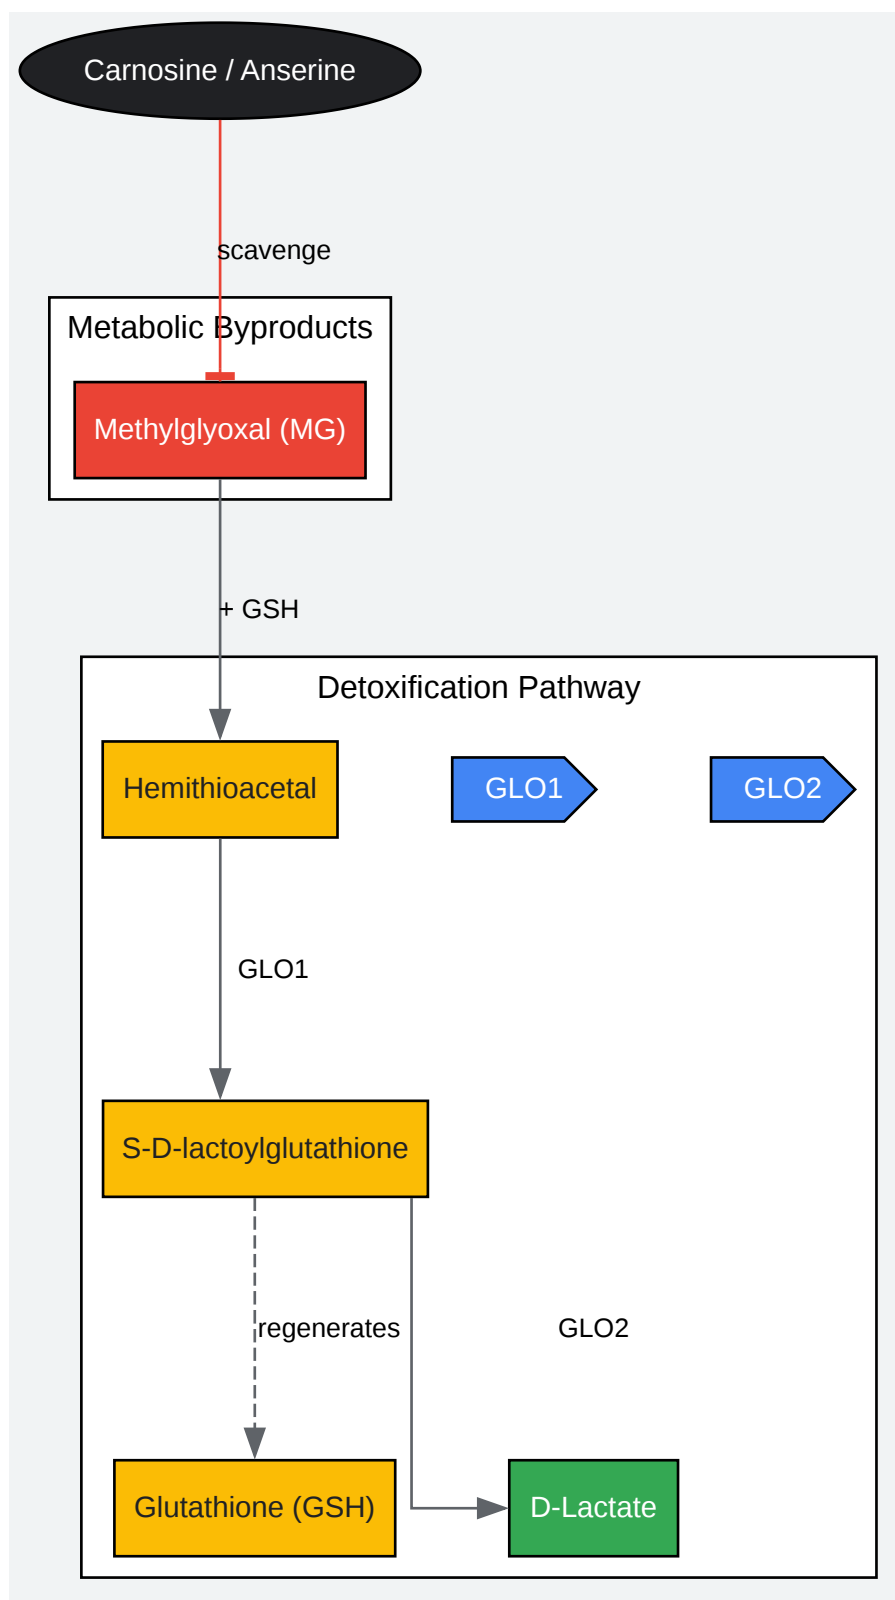 Carnosine / Anserine
scavenge
Metabolic Byproducts
Methylglyoxal (MG)
+ GSH
Detoxification Pathway
Hemithioacetal
GLO1
GLO2
GLO1
S-D-lactoylglutathione
regenerates
GLO2
Glutathione (GSH)
D-Lactate